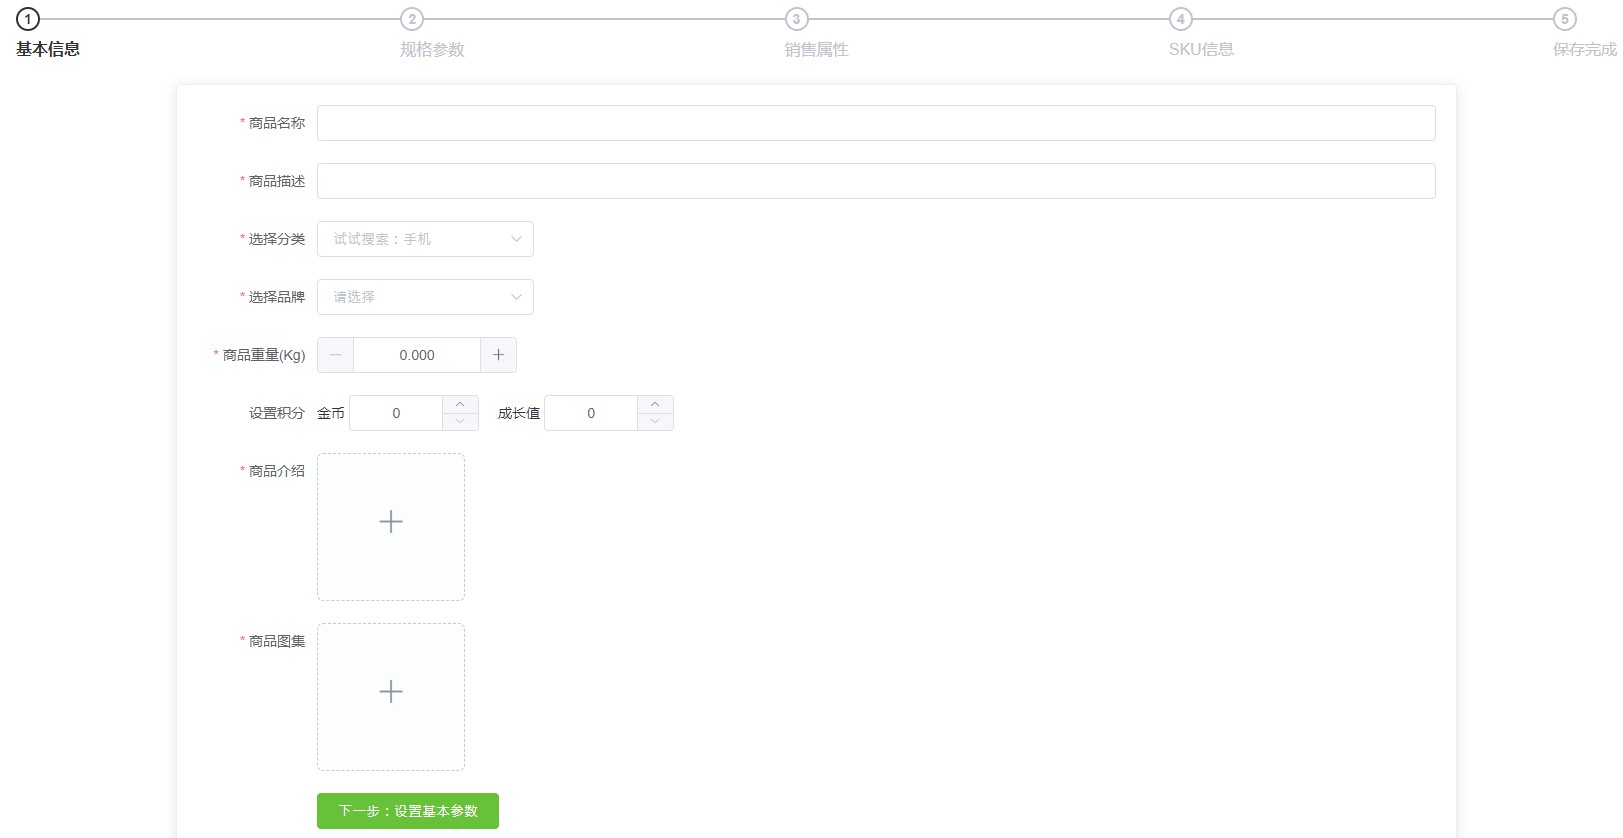 1 2 3 4 5
基本信息 规格参数 销售属性 SKU信息 保存完成
* 商品名称
* 商品描述
* 选择分类 试试搜索：手机
* 选择品牌 请选择
* 商品重量(Kg) 0.000
设置积分 金币 0 成长值 0
* 商品介绍
* 商品图集
下一步：设置基本参数